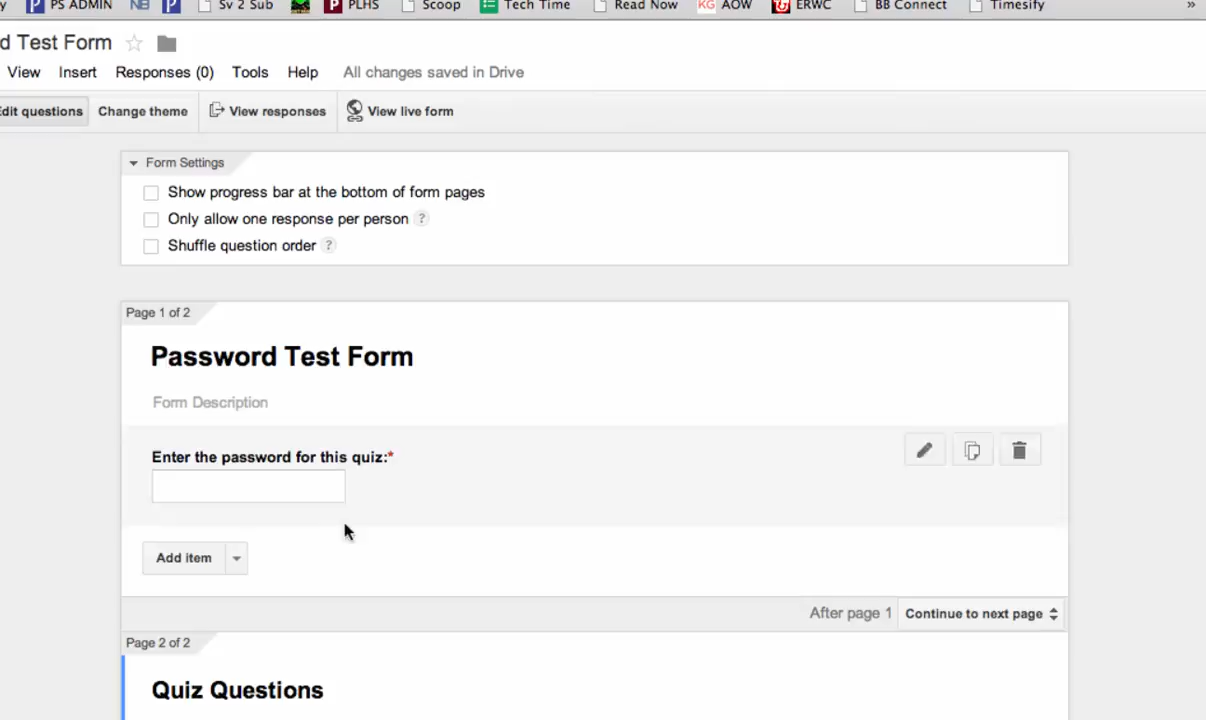 y PS ADMIN NB Sv 2 Sub PLHS Scoop Tech Time Read Now KG AOW ERWC BB Connect Timesify »
d Test Form
View Insert Responses (0) Tools Help All changes saved in Drive
Edit questions Change theme View responses View live form
Form Settings
Show progress bar at the bottom of form pages
Only allow one response per person ?
Shuffle question order ?
Page 1 of 2
Password Test Form
Form Description
Enter the password for this quiz:*
Add item
After page 1 Continue to next page
Page 2 of 2
Quiz Questions